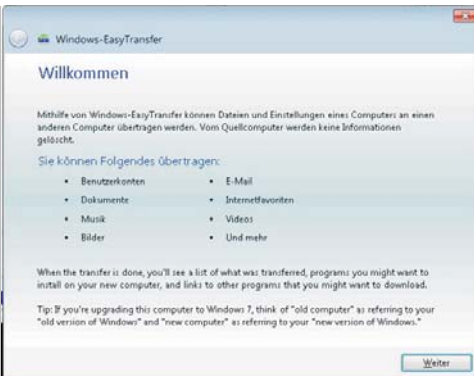 Windows-EasyTransfer
Willkommen
Mithilfe von Windows-EasyTransfer können Dateien und Einstellungen eines Computers an einen
anderen Computer übertragen werden. Vom Quellcomputer werden keine Informationen
gelöscht.
Sie können Folgendes übertragen:
• Benutzerkonten
• Dokumente
• Musik
• Bilder
• E-Mail
• Internetfavoriten
• Videos
• Und mehr
When the transfer is done, you'll see a list of what was transferred, programs you might want to
install on your new computer, and links to other programs that you might want to download.
Tip: If you're upgrading this computer to Windows 7, think of "old computer" as referring to your
"old version of Windows" and "new computer" as referring to your "new version of Windows."
Weiter